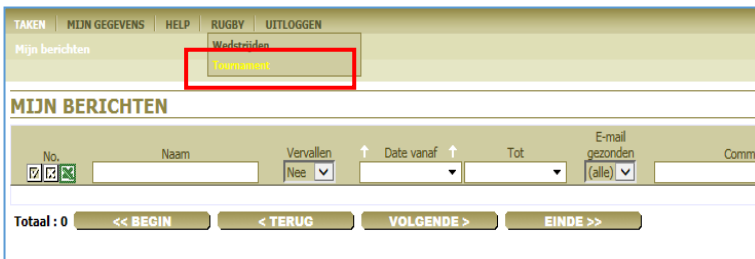 TAKEN MIJN GEGEVENS HELP RUGBY UITLOGGEN
Mijn berichten
Wedstrijden
Tournament
MIJN BERICHTEN
No. Naam Vervallen Date vanaf Tot E-mail gezonden Comm
Nee (alle)
Totaal : 0 << BEGIN < TERUG VOLGENDE > EINDE >>